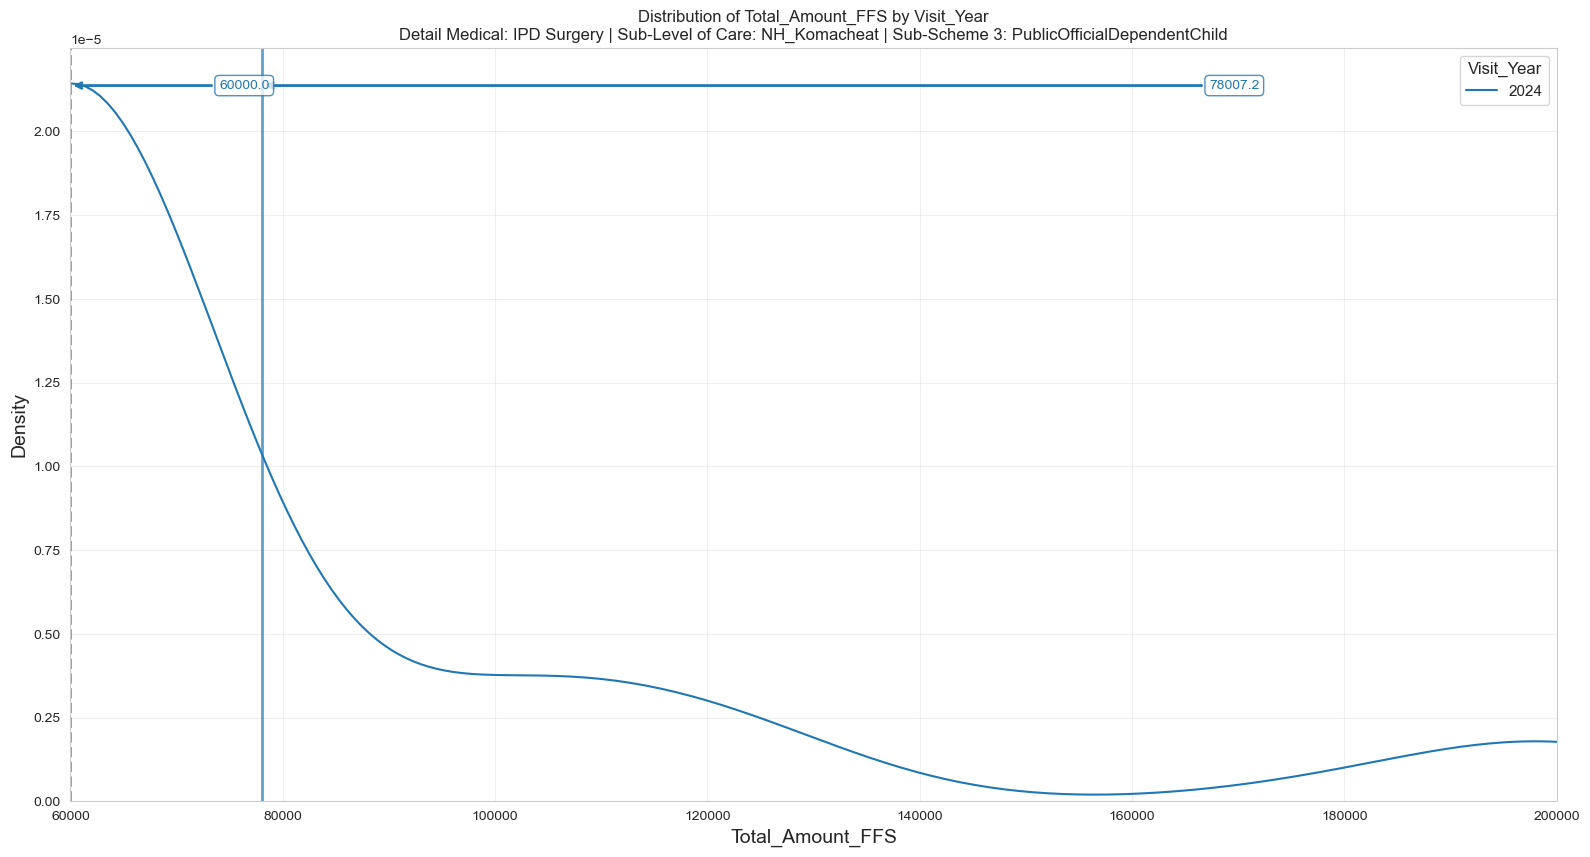 Distribution of Total_Amount_FFS by Visit_Year
Detail Medical: IPD Surgery | Sub-Level of Care: NH_Komacheat | Sub-Scheme 3: PublicOfficialDependentChild
1e−5
60000.0
78007.2
Visit_Year
2024
2.00
1.75
1.50
1.25
1.00
0.75
0.50
0.25
0.00
Density
60000 80000 100000 120000 140000 160000 180000 200000
Total_Amount_FFS